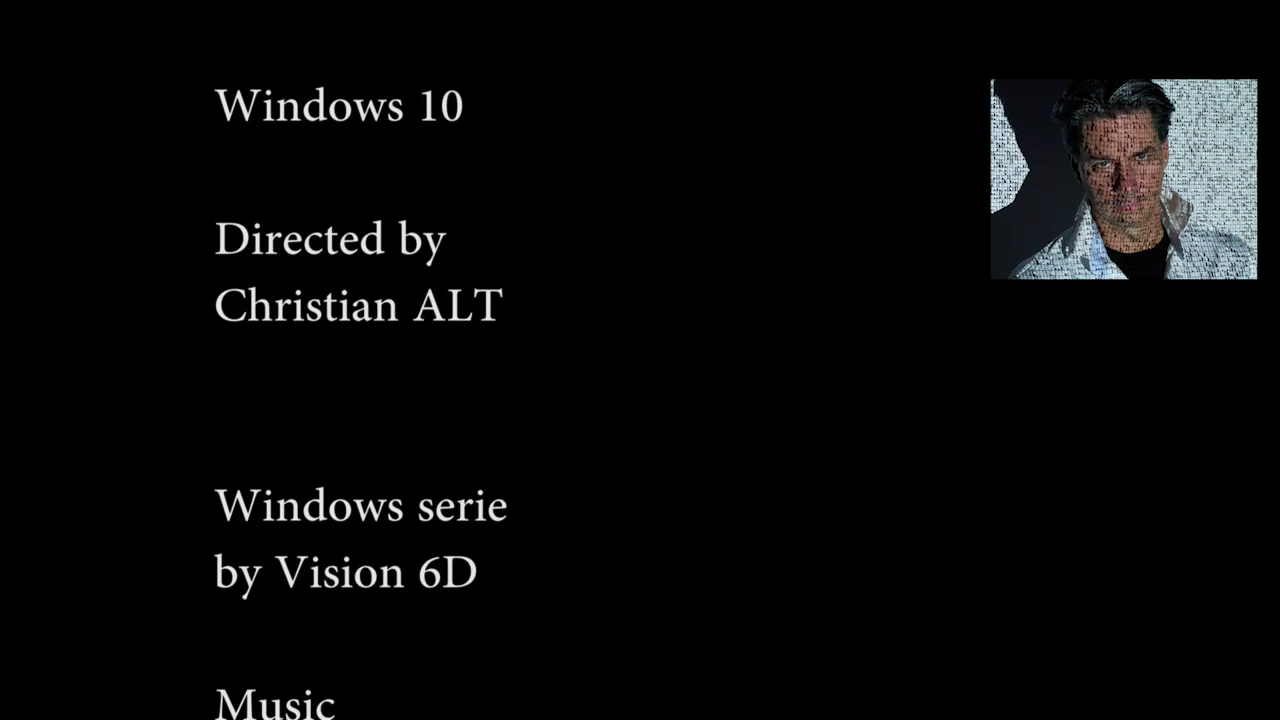 Windows 10
Directed by
Christian ALT
Windows serie
by Vision 6D
Music